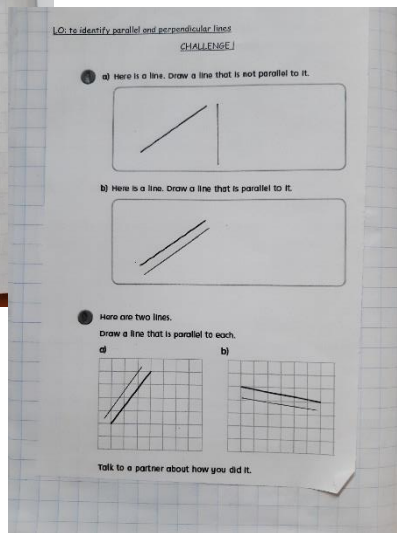 LO: to identify parallel and perpendicular lines
CHALLENGE 1
a) Here is a line. Draw a line that is not parallel to it.
b) Here is a line. Draw a line that is parallel to it.
Here are two lines.
Draw a line that is parallel to each.
a) b)
Talk to a partner about how you did it.